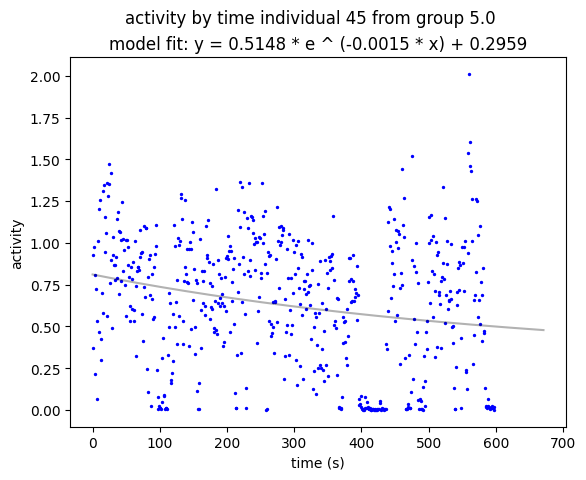 activity by time individual 45 from group 5.0
model fit: y = 0.5148 * e ^ (-0.0015 * x) + 0.2959
2.00
1.75
1.50
1.25
1.00
0.75
0.50
0.25
0.00
activity
0 100 200 300 400 500 600 700
time (s)